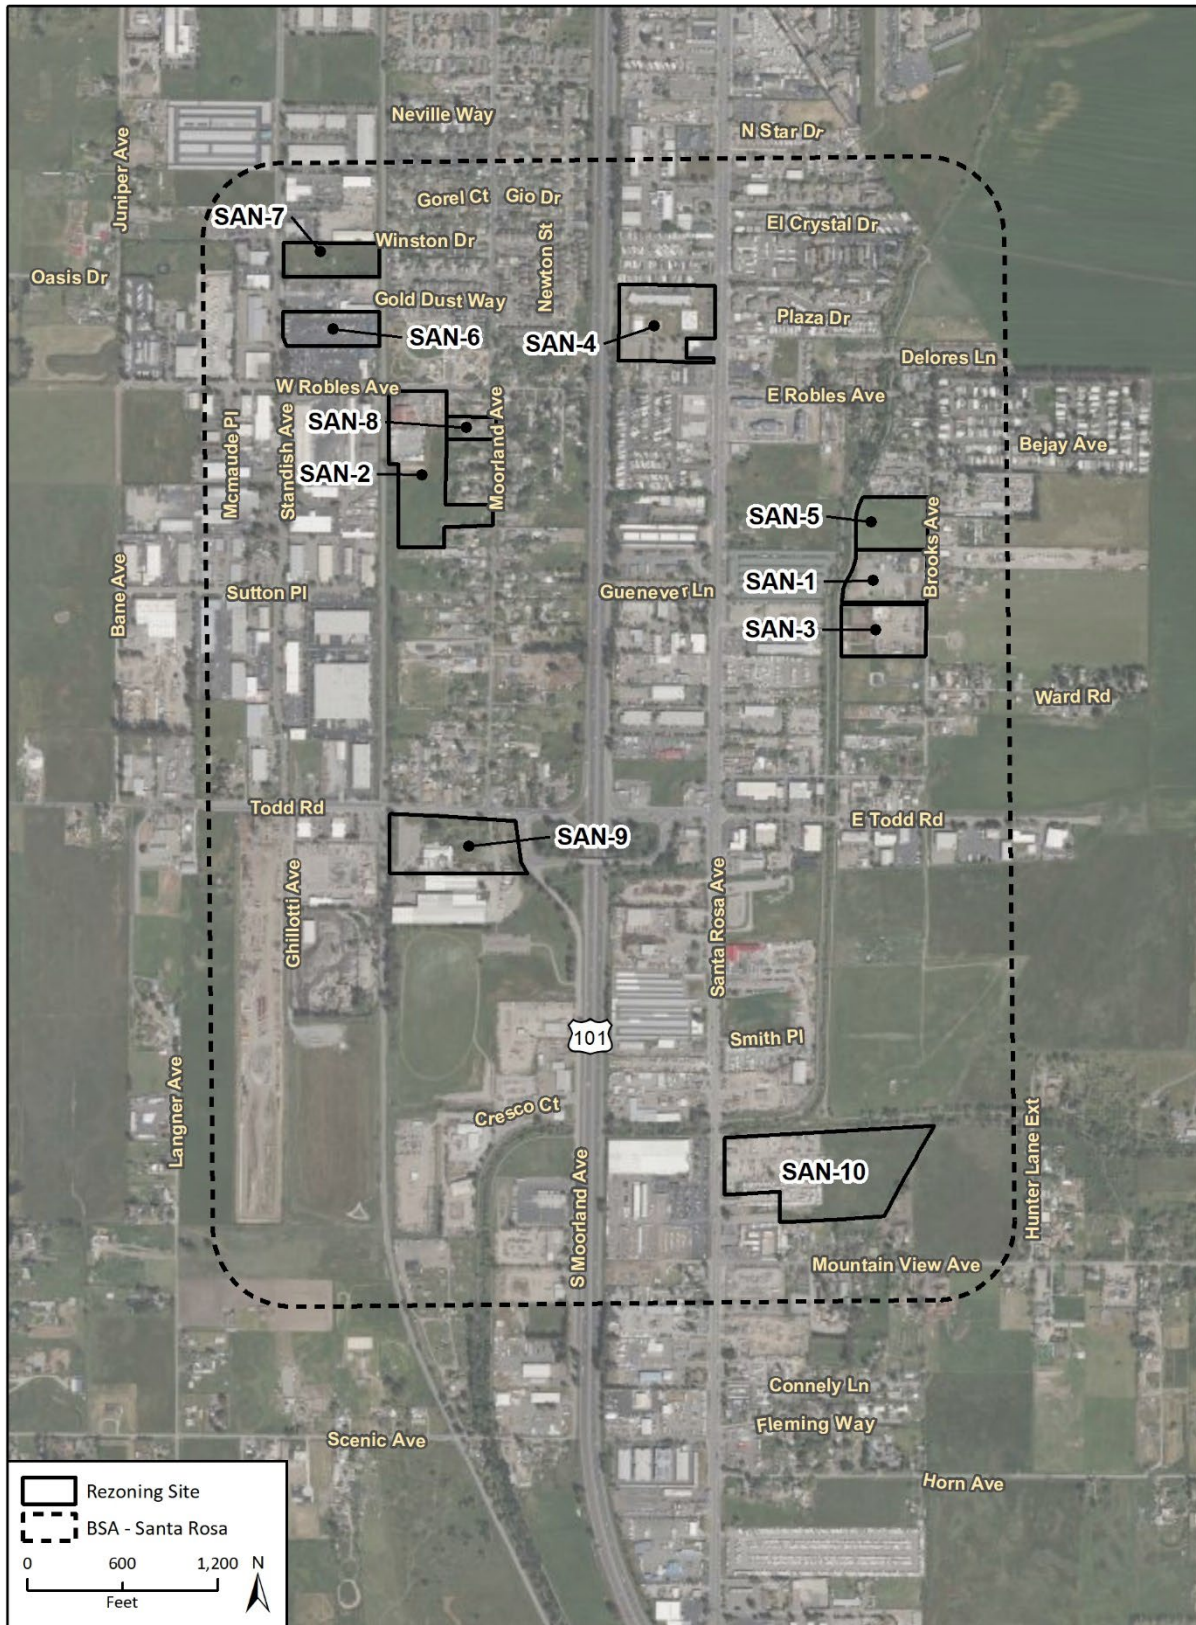 Neville Way
N Star Dr
Juniper Ave
Gorel Ct
Gio Dr
SAN-7
El Crystal Dr
Winston Dr
Newton St
Oasis Dr
Gold Dust Way
Plaza Dr
SAN-6
SAN-4
Delores Ln
W Robles Ave
E Robles Ave
SAN-8
Moorland Ave
Bejay Ave
Mcmaude Pl
Standish Ave
SAN-2
SAN-5
Brooks Ave
Bane Ave
Sutton Pl
Guenever Ln
SAN-1
SAN-3
Ward Rd
Todd Rd
E Todd Rd
SAN-9
Ghillotti Ave
Santa Rosa Ave
101
Smith Pl
Langner Ave
Cresco Ct
Hunter Lane Ext
SAN-10
S Moorland Ave
Mountain View Ave
Connely Ln
Fleming Way
Scenic Ave
Horn Ave
Rezoning Site
BSA - Santa Rosa
0 600 1,200
Feet
N